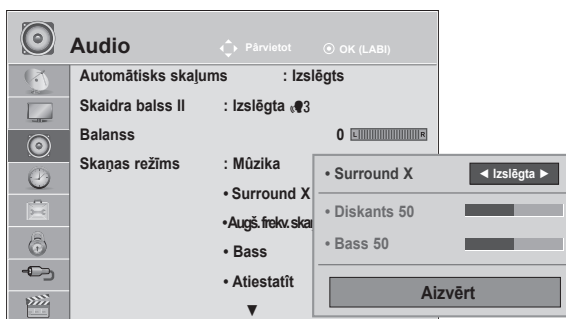 Audio
Pārvietot
OK (LABI)
Automātisks skaļums : Izslēgts
Skaidra balss II : Izslēgta 3
Balanss 0 L R
Skaņas režīms : Mûzika
• Surround X
•Augš. frekv. skaņ
• Bass
• Atiestatīt
▼
• Surround X ◄ Izslēgta ►
• Diskants 50
• Bass 50
Aizvērt